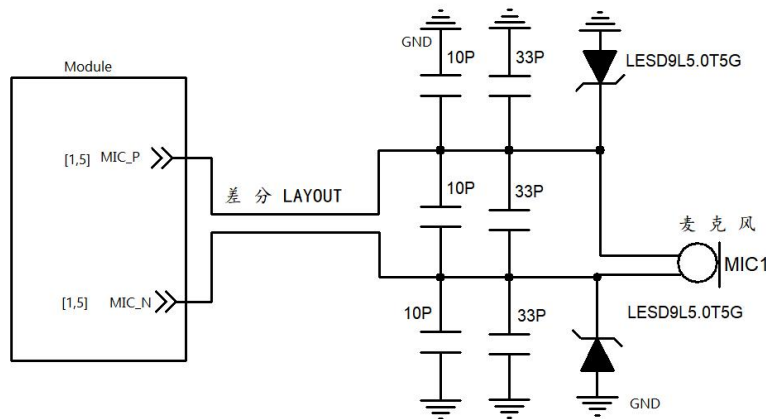 GND
10P
33P
LESD9L5.0T5G
Module
[1,5] MIC_P
差 分 LAYOUT
10P
33P
麦 克 风
MIC1
[1,5] MIC_N
10P
33P
LESD9L5.0T5G
GND